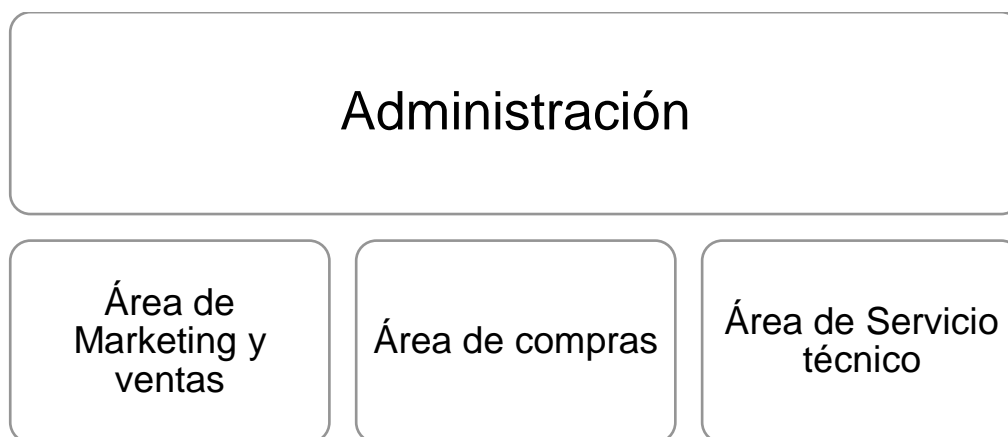 Administración
Área de
Marketing y
ventas
Área de compras
Área de Servicio
técnico